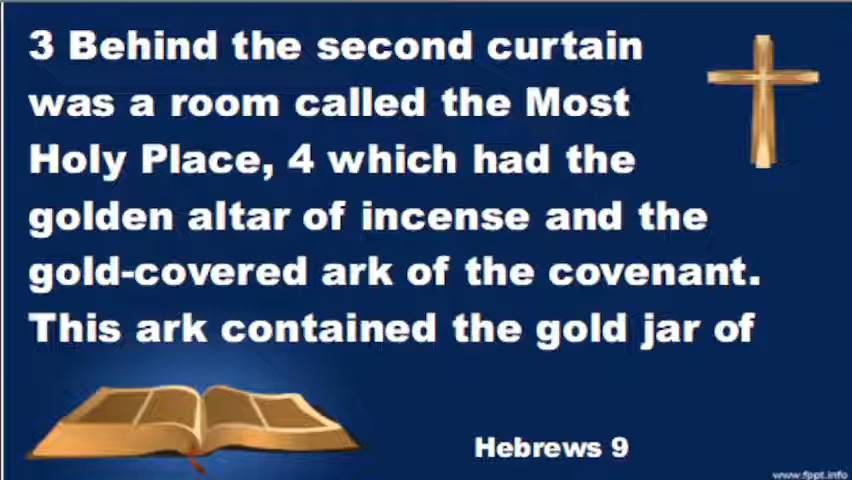 3 Behind the second curtain
was a room called the Most
Holy Place, 4 which had the
golden altar of incense and the
gold-covered ark of the covenant.
This ark contained the gold jar of
Hebrews 9
www.fppt.info